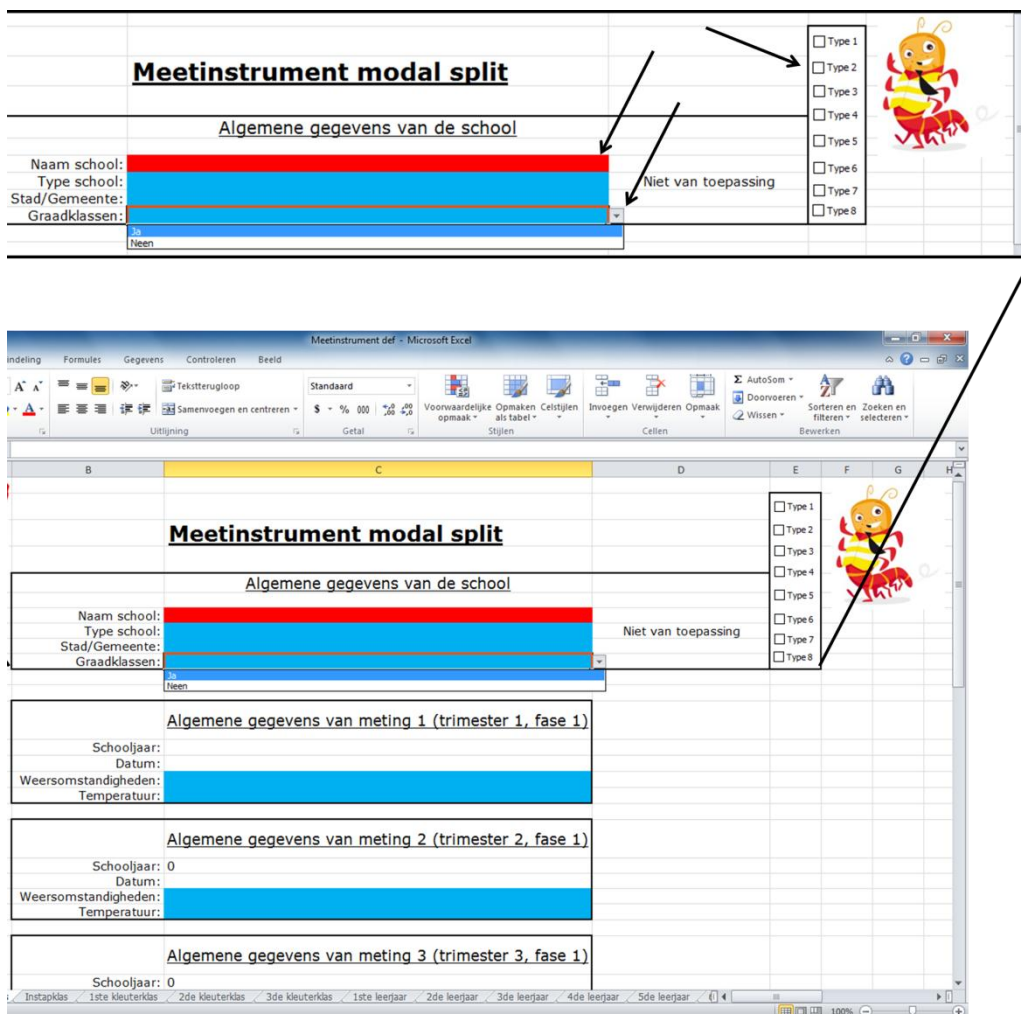 Type 1
Meetinstrument modal split
Type 2
Type 3
Type 4
Algemene gegevens van de school
Type 5
Naam school:
Type 6
Type school:
Niet van toepassing
Type 7
Stad/Gemeente:
Graadklassen:
Type 8
Ja
Neen
Meetinstrument def - Microsoft Excel
indeling Formules Gegevens Controleren Beeld
A A Tekstterugloop Standaard Σ AutoSom
A Samenvoegen en centreren $ % 000 ,0 ,00 Voorwaardelijke opmaak Opmaken als tabel Celstijlen Invoegen Verwijderen Opmaak Doorvoeren Wissen Sorteren en filteren Zoeken en selecteren
Uitlijning Getal Stijlen Cellen Bewerken
B C D E F G H
Type 1
Meetinstrument modal split
Type 2
Type 3
Type 4
Algemene gegevens van de school
Type 5
Naam school:
Type 6
Type school:
Niet van toepassing
Type 7
Stad/Gemeente:
Graadklassen:
Type 8
Ja
Neen
Algemene gegevens van meting 1 (trimester 1, fase 1)
Schooljaar:
Datum:
Weersomstandigheden:
Temperatuur:
Algemene gegevens van meting 2 (trimester 2, fase 1)
Schooljaar: 0
Datum:
Weersomstandigheden:
Temperatuur:
Algemene gegevens van meting 3 (trimester 3, fase 1)
Schooljaar: 0
Instapklas 1ste kleuterklas 2de kleuterklas 3de kleuterklas 1ste leerjaar 2de leerjaar 3de leerjaar 4de leerjaar 5de leerjaar
100%